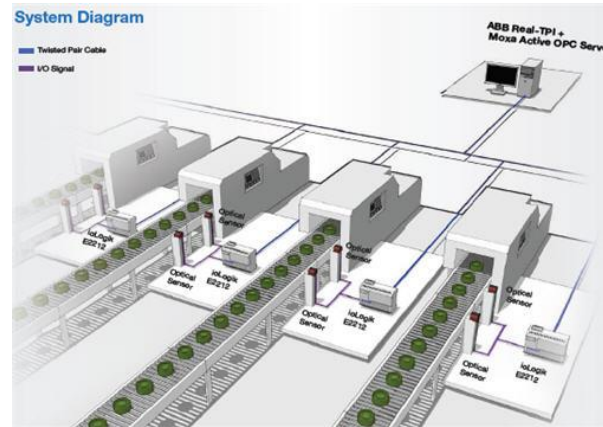 System Diagram
ABB Real-TPI +
Moxa Active OPC Serve
Twisted Pair Cable
I/O Signal
ioLogik
E2212
Optical
Sensor
Optical
Sensor
ioLogik
E2212
Optical
Sensor
Optical
Sensor
ioLogik
E2212
Optical
Sensor
Optical
Sensor
ioLogik
E2212